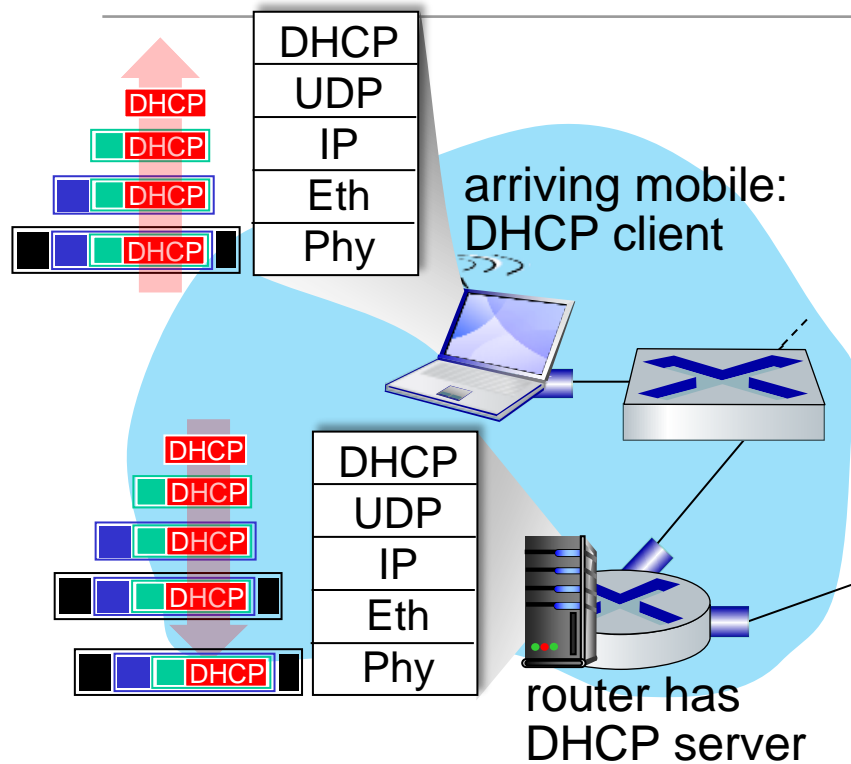 DHCP
UDP
IP
Eth
Phy
DHCP
DHCP
DHCP
DHCP
arriving mobile:
DHCP client
DHCP
UDP
IP
Eth
Phy
DHCP
DHCP
DHCP
DHCP
DHCP
router has
DHCP server